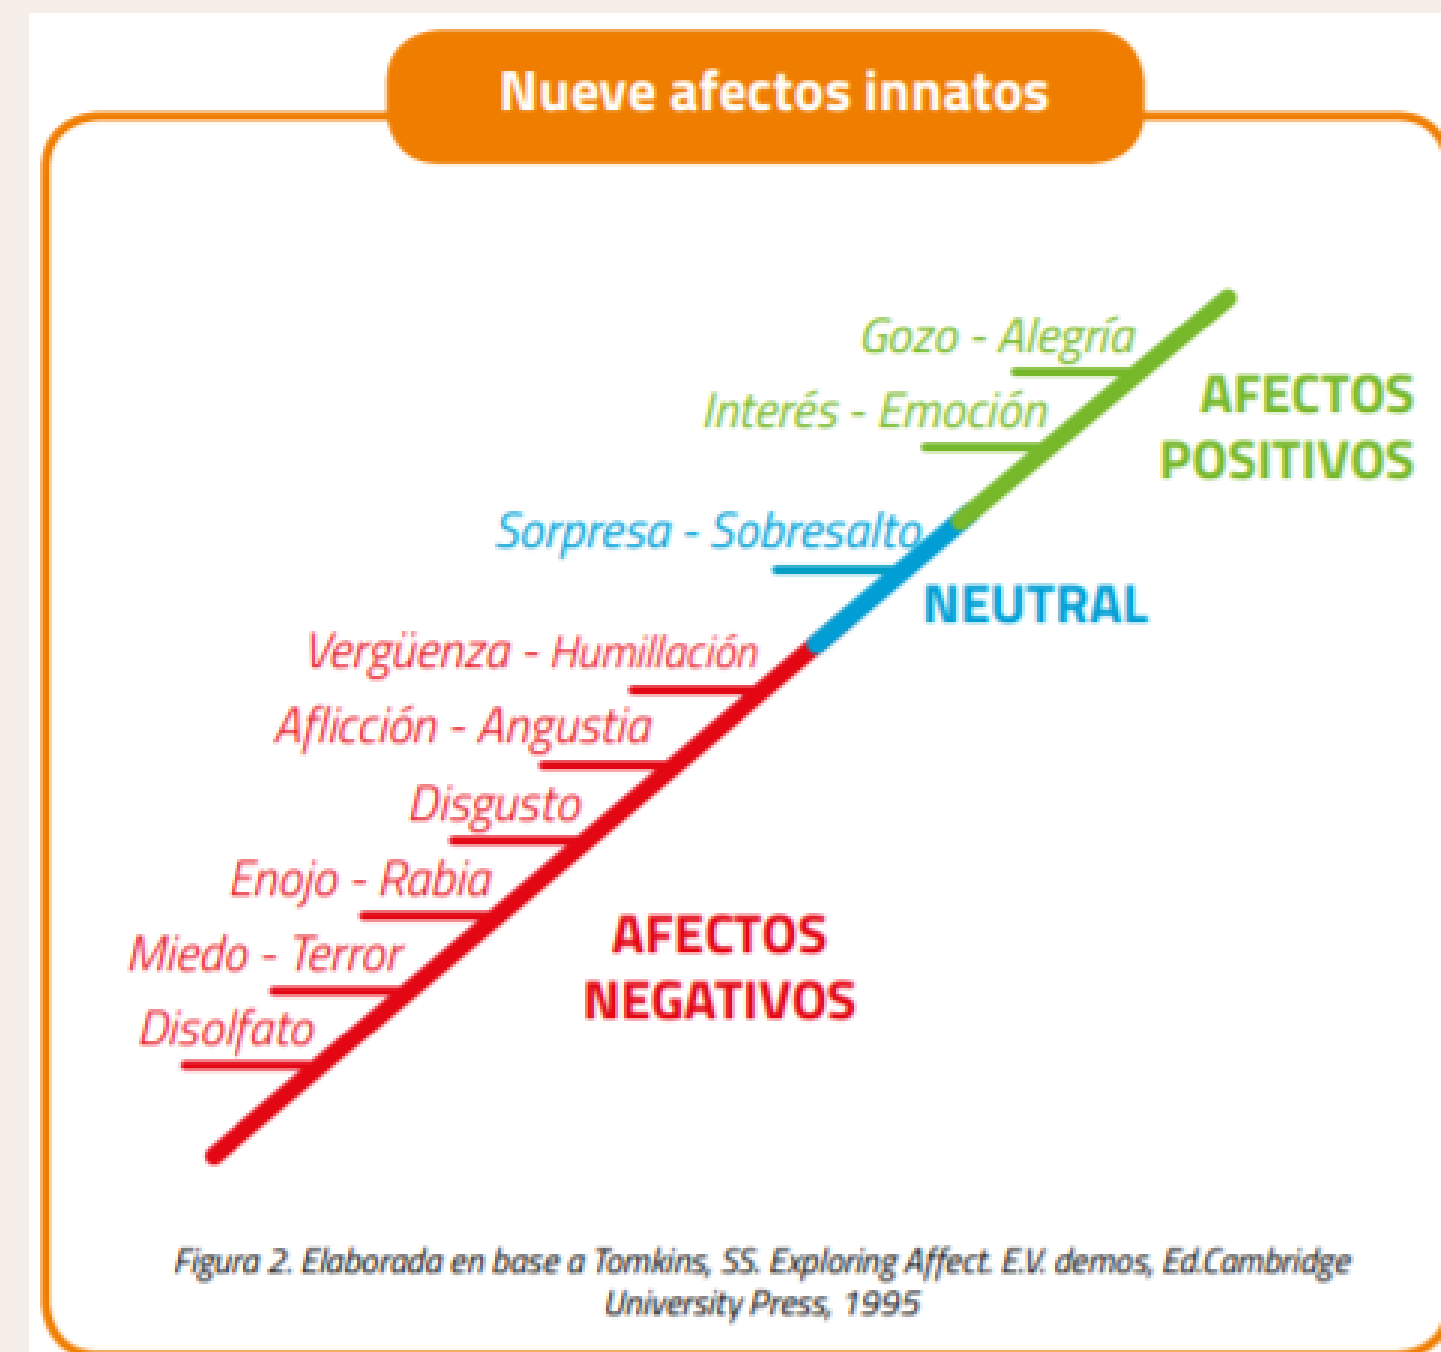 Nueve afectos innatos
Gozo - Alegría
AFECTOS
POSITIVOS
Interés - Emoción
Sorpresa - Sobresalto
NEUTRAL
Vergüenza - Humillación
Aflicción - Angustia
Disgusto
Enojo - Rabia
AFECTOS
NEGATIVOS
Miedo - Terror
Disolfato
Figura 2. Elaborada en base a Tomkins, SS. Exploring Affect. E.V. demos, Ed.Cambridge
University Press, 1995